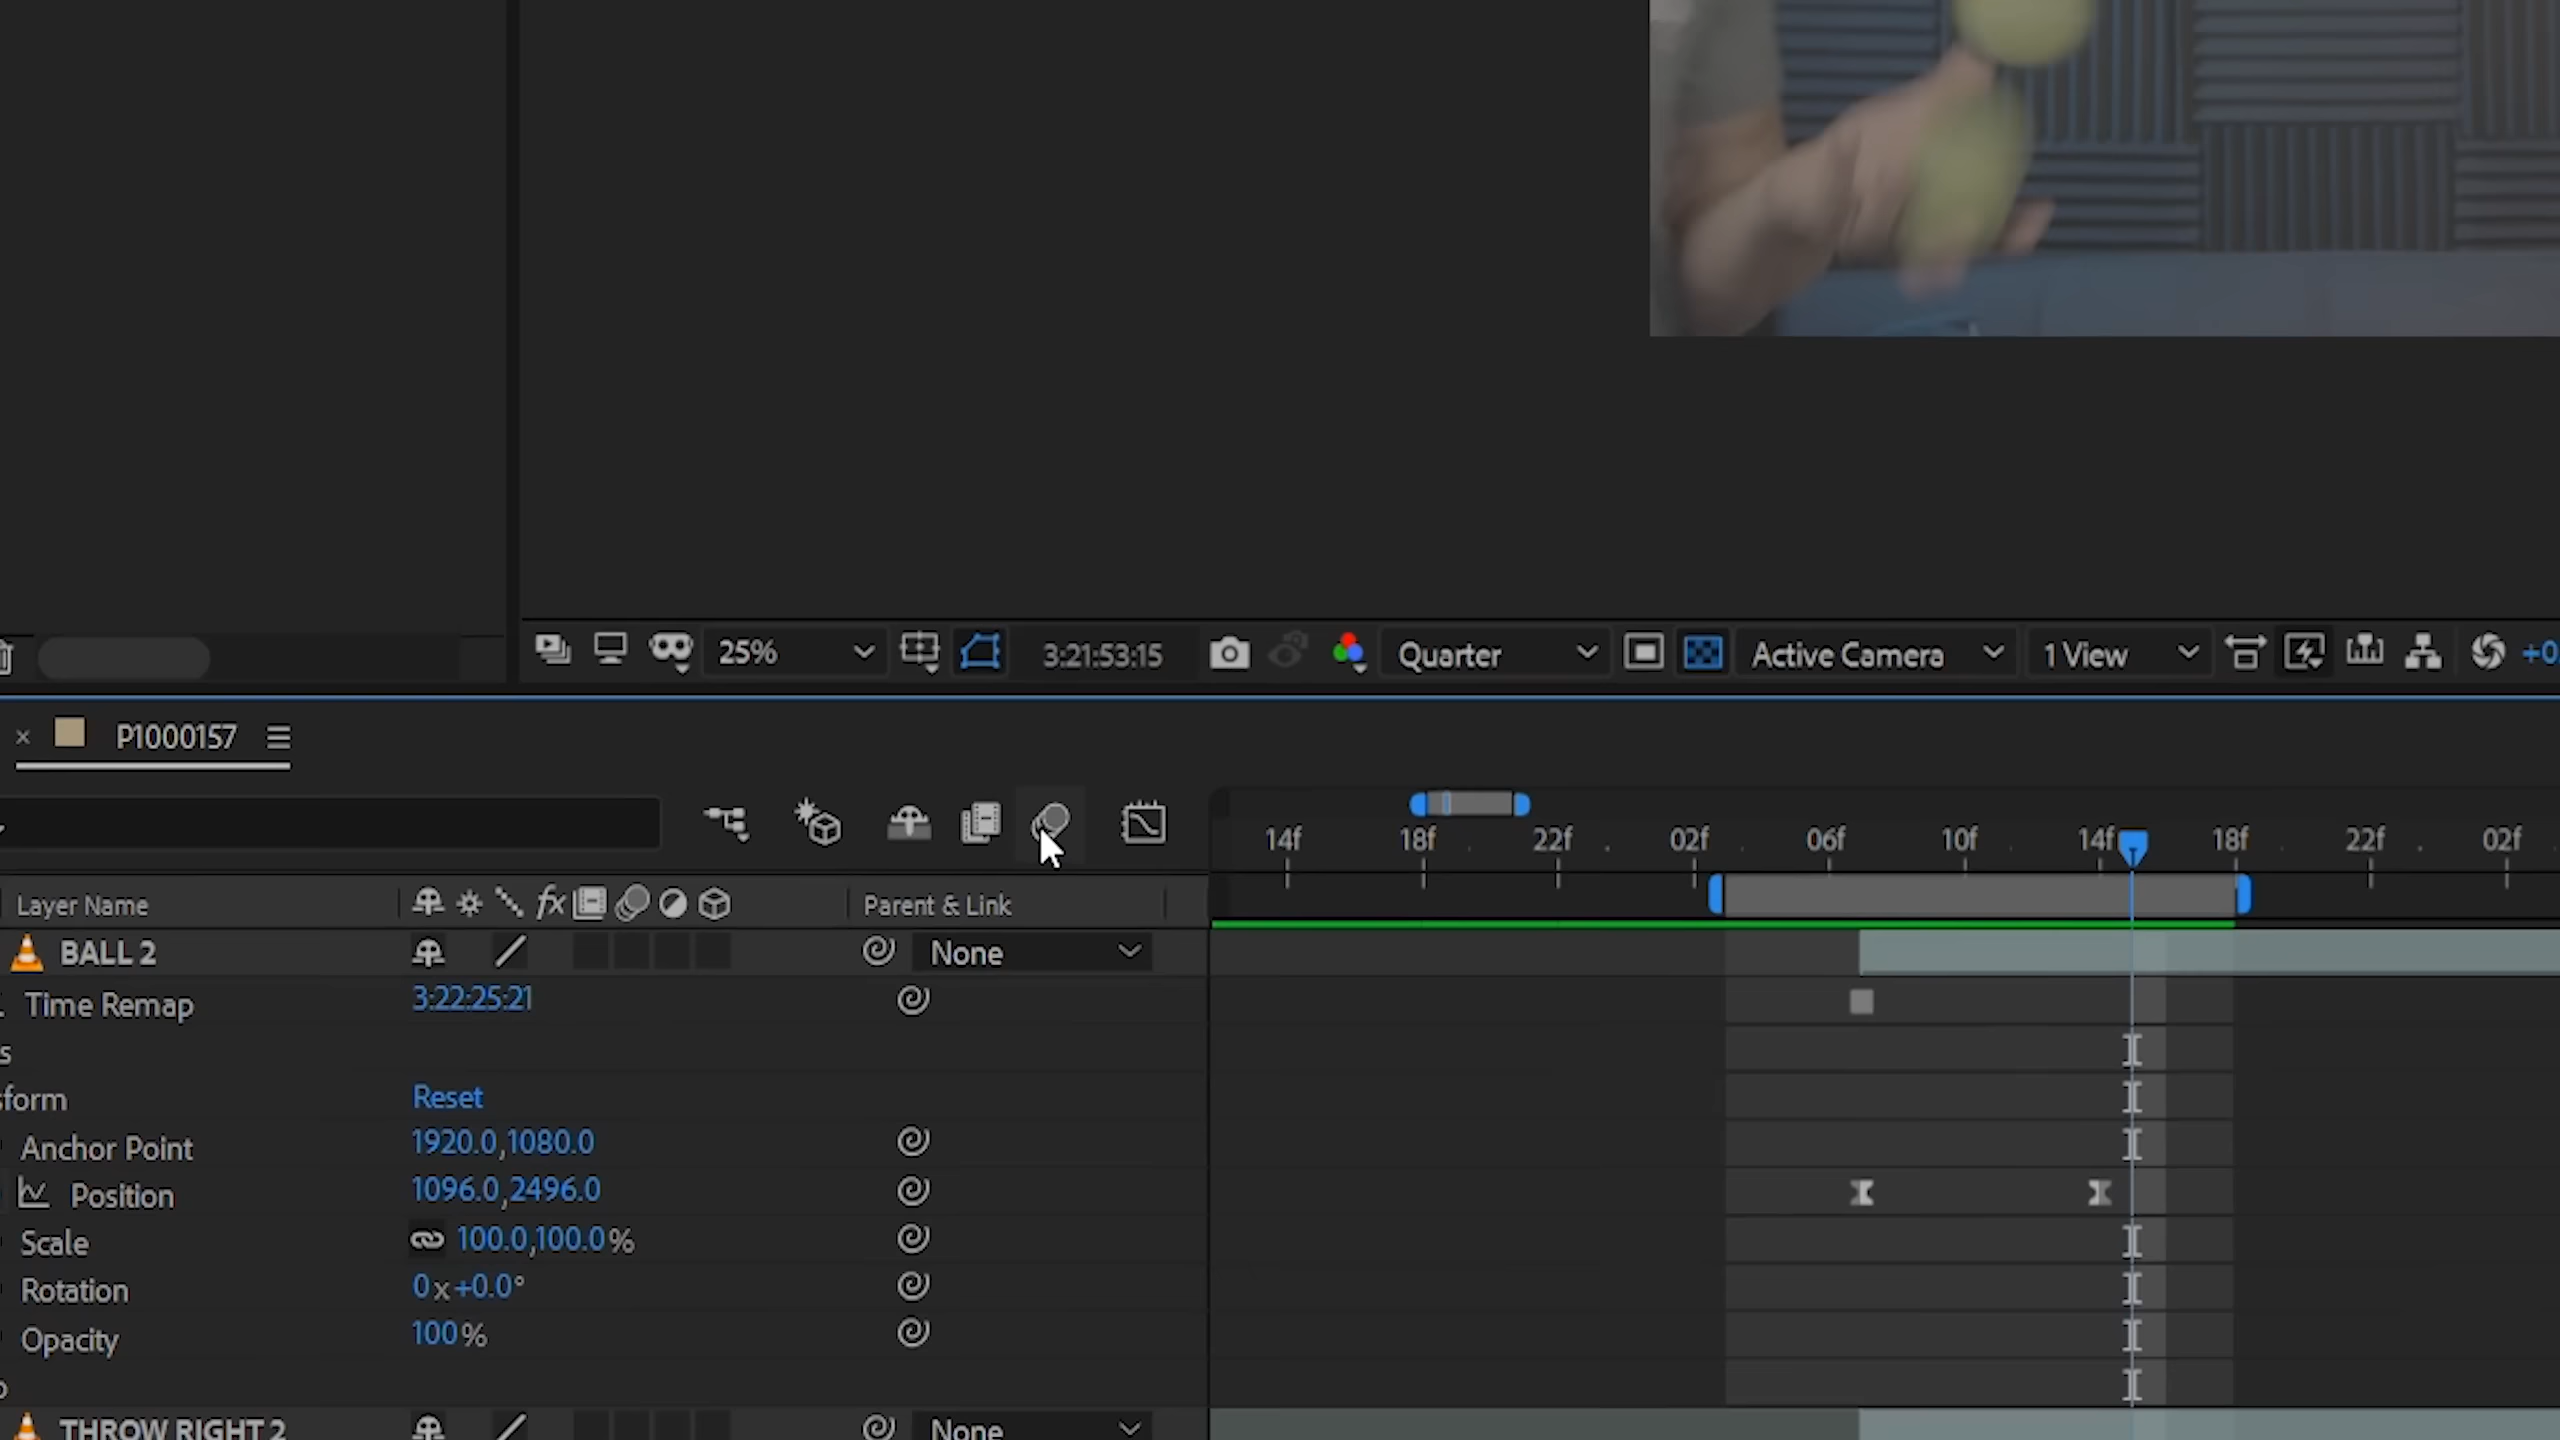 25% 3:21:53:15 Quarter Active Camera 1 View +0.
× P1000157
14f 18f 22f 02f 06f 10f 14f 18f 22f 02f
Layer Name fx Parent & Link
BALL 2 None
Time Remap 3:22:25:21
s
sform Reset
Anchor Point 1920.0,1080.0
Position 1096.0,2496.0
Scale 100.0,100.0%
Rotation 0x+0.0°
Opacity 100%
THROW RIGHT 2 None